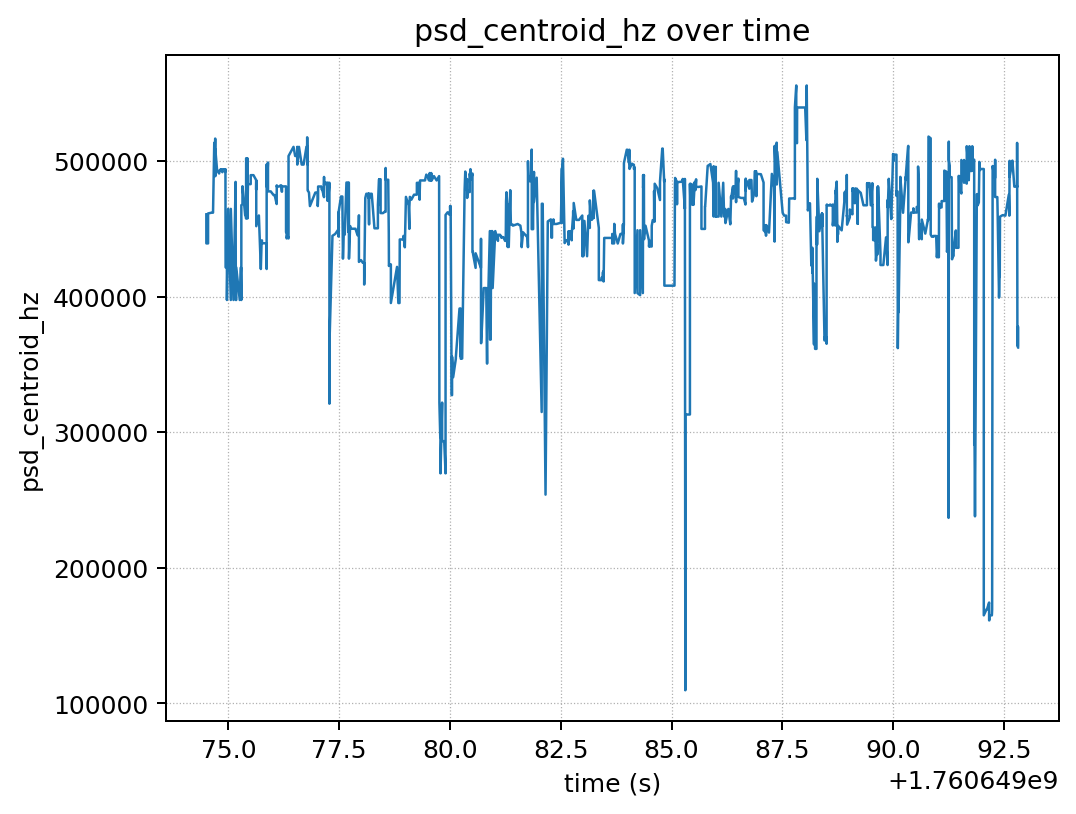 psd_centroid_hz over time
psd_centroid_hz
500000
400000
300000
200000
100000
75.0 77.5 80.0 82.5 85.0 87.5 90.0 92.5
time (s)
+1.760649e9